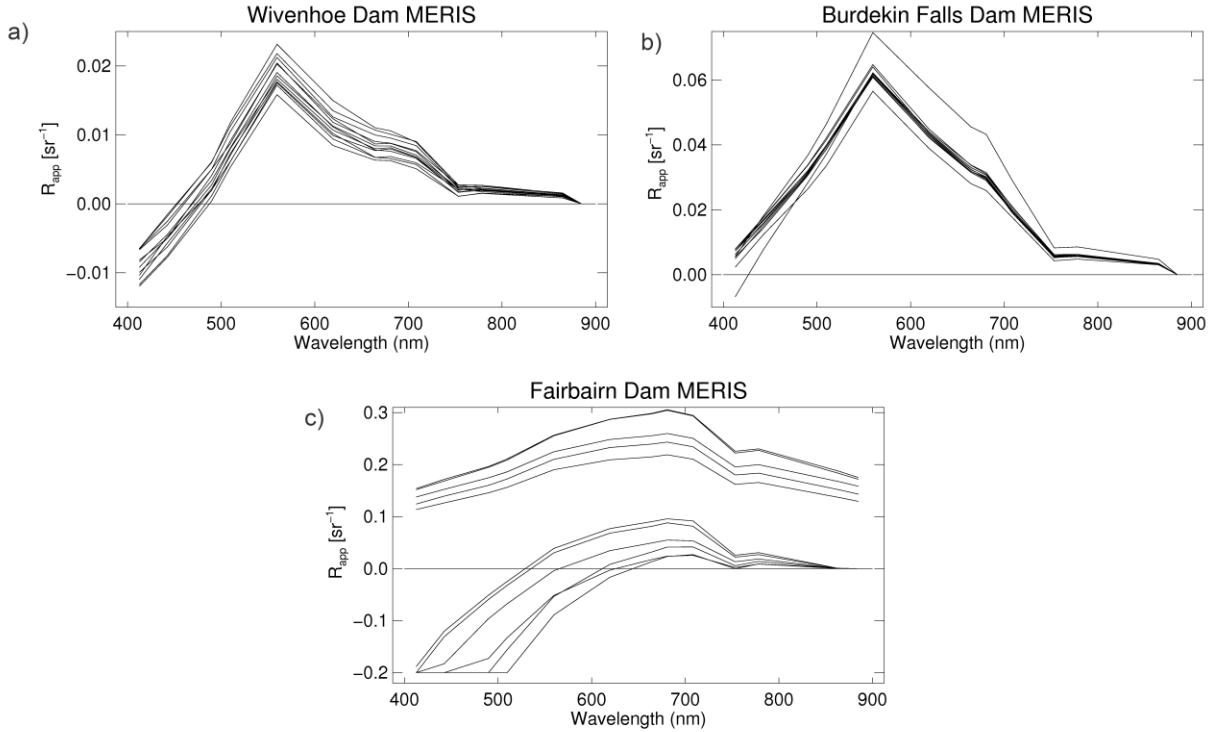 a)
Wivenhoe Dam MERIS
0.02
0.01
0.00
−0.01
R_app [sr⁻¹]
400 500 600 700 800 900
Wavelength (nm)
b)
Burdekin Falls Dam MERIS
0.06
0.04
0.02
0.00
R_app [sr⁻¹]
400 500 600 700 800 900
Wavelength (nm)
c)
Fairbairn Dam MERIS
0.3
0.2
0.1
0.0
−0.1
−0.2
R_app [sr⁻¹]
400 500 600 700 800 900
Wavelength (nm)